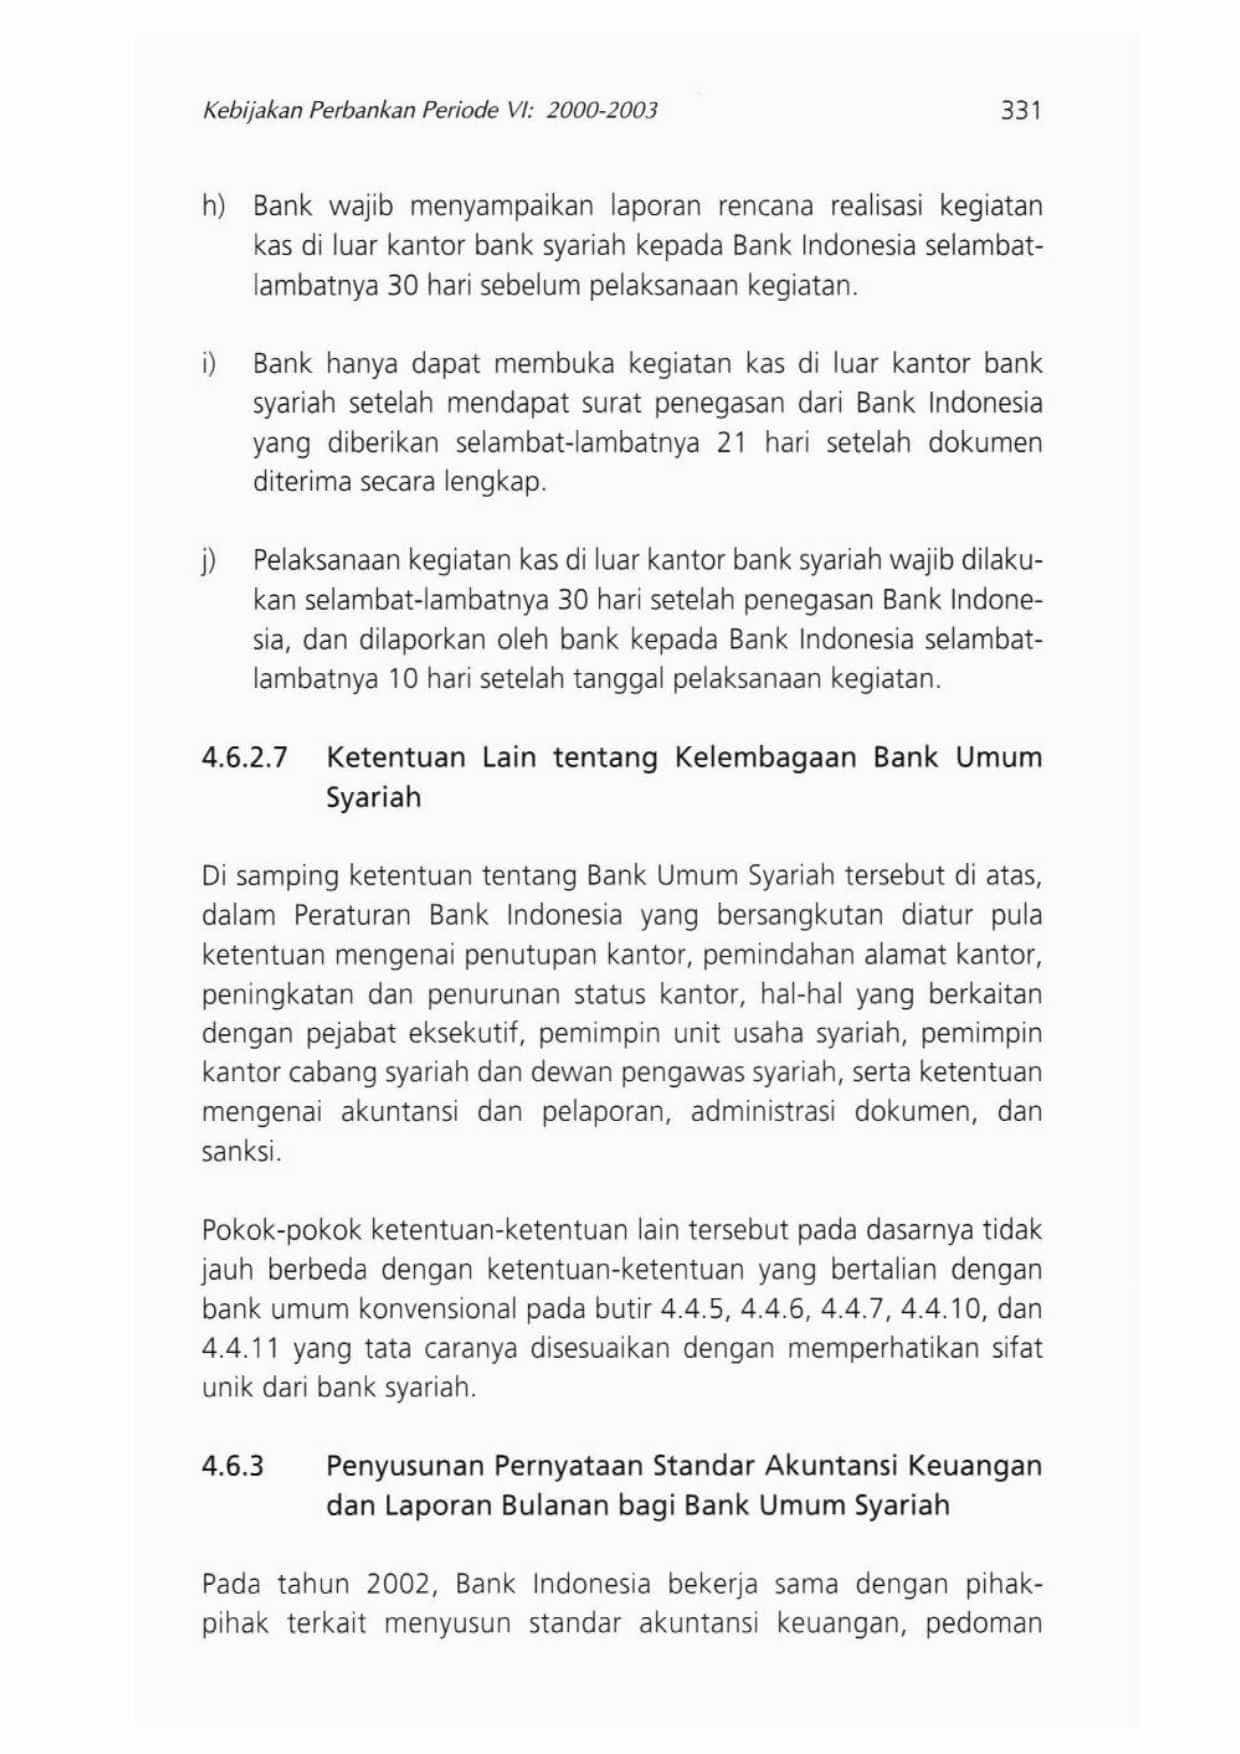 Kebijakan Perbankan Periode VI: 2000-2003 331
h) Bank wajib menyampaikan laporan rencana realisasi kegiatan
kas di luar kantor bank syariah kepada Bank Indonesia selambat-
lambatnya 30 hari sebelum pelaksanaan kegiatan.
i) Bank hanya dapat membuka kegiatan kas di luar kantor bank
syariah setelah mendapat surat penegasan dari Bank Indonesia
yang diberikan selambat-lambatnya 21 hari setelah dokumen
diterima secara lengkap.
j) Pelaksanaan kegiatan kas di luar kantor bank syariah wajib dilaku-
kan selambat-lambatnya 30 hari setelah penegasan Bank Indone-
sia, dan dilaporkan oleh bank kepada Bank Indonesia selambat-
lambatnya 10 hari setelah tanggal pelaksanaan kegiatan.
4.6.2.7 Ketentuan Lain tentang Kelembagaan Bank Umum
Syariah
Di samping ketentuan tentang Bank Umum Syariah tersebut di atas,
dalam Peraturan Bank Indonesia yang bersangkutan diatur pula
ketentuan mengenai penutupan kantor, pemindahan alamat kantor,
peningkatan dan penurunan status kantor, hal-hal yang berkaitan
dengan pejabat eksekutif, pemimpin unit usaha syariah, pemimpin
kantor cabang syariah dan dewan pengawas syariah, serta ketentuan
mengenai akuntansi dan pelaporan, administrasi dokumen, dan
sanksi.
Pokok-pokok ketentuan-ketentuan lain tersebut pada dasarnya tidak
jauh berbeda dengan ketentuan-ketentuan yang bertalian dengan
bank umum konvensional pada butir 4.4.5, 4.4.6, 4.4.7, 4.4.10, dan
4.4.11 yang tata caranya disesuaikan dengan memperhatikan sifat
unik dari bank syariah.
4.6.3 Penyusunan Pernyataan Standar Akuntansi Keuangan
dan Laporan Bulanan bagi Bank Umum Syariah
Pada tahun 2002, Bank Indonesia bekerja sama dengan pihak-
pihak terkait menyusun standar akuntansi keuangan, pedoman